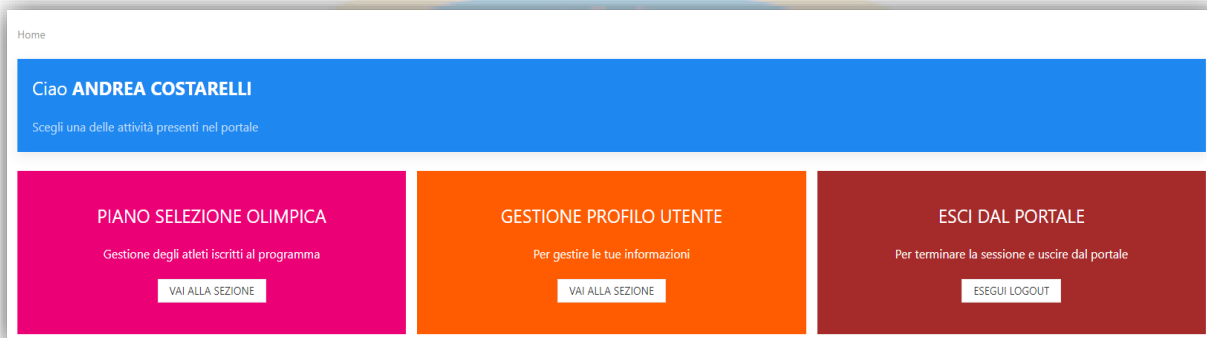 Home
Ciao ANDREA COSTARELLI
Scegli una delle attività presenti nel portale
PIANO SELEZIONE OLIMPICA
Gestione degli atleti iscritti al programma
VAI ALLA SEZIONE
GESTIONE PROFILO UTENTE
Per gestire le tue informazioni
VAI ALLA SEZIONE
ESCI DAL PORTALE
Per terminare la sessione e uscire dal portale
ESEGUI LOGOUT